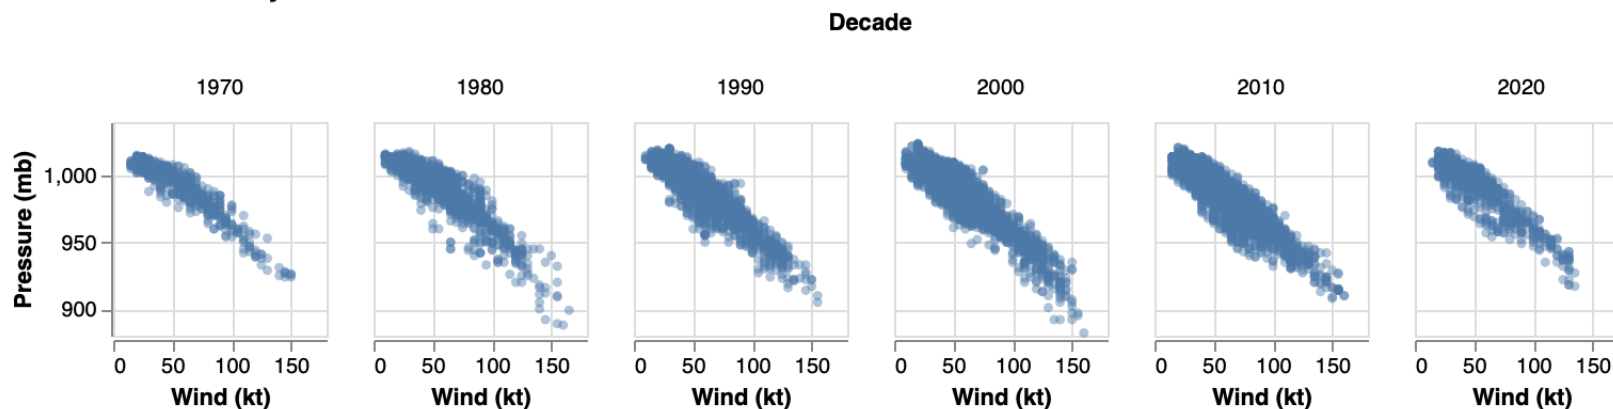 Decade
1970 1980 1990 2000 2010 2020
Pressure (mb)
1,000
950
900
0 50 100 150 0 50 100 150 0 50 100 150 0 50 100 150 0 50 100 150 0 50 100 150
Wind (kt) Wind (kt) Wind (kt) Wind (kt) Wind (kt) Wind (kt)